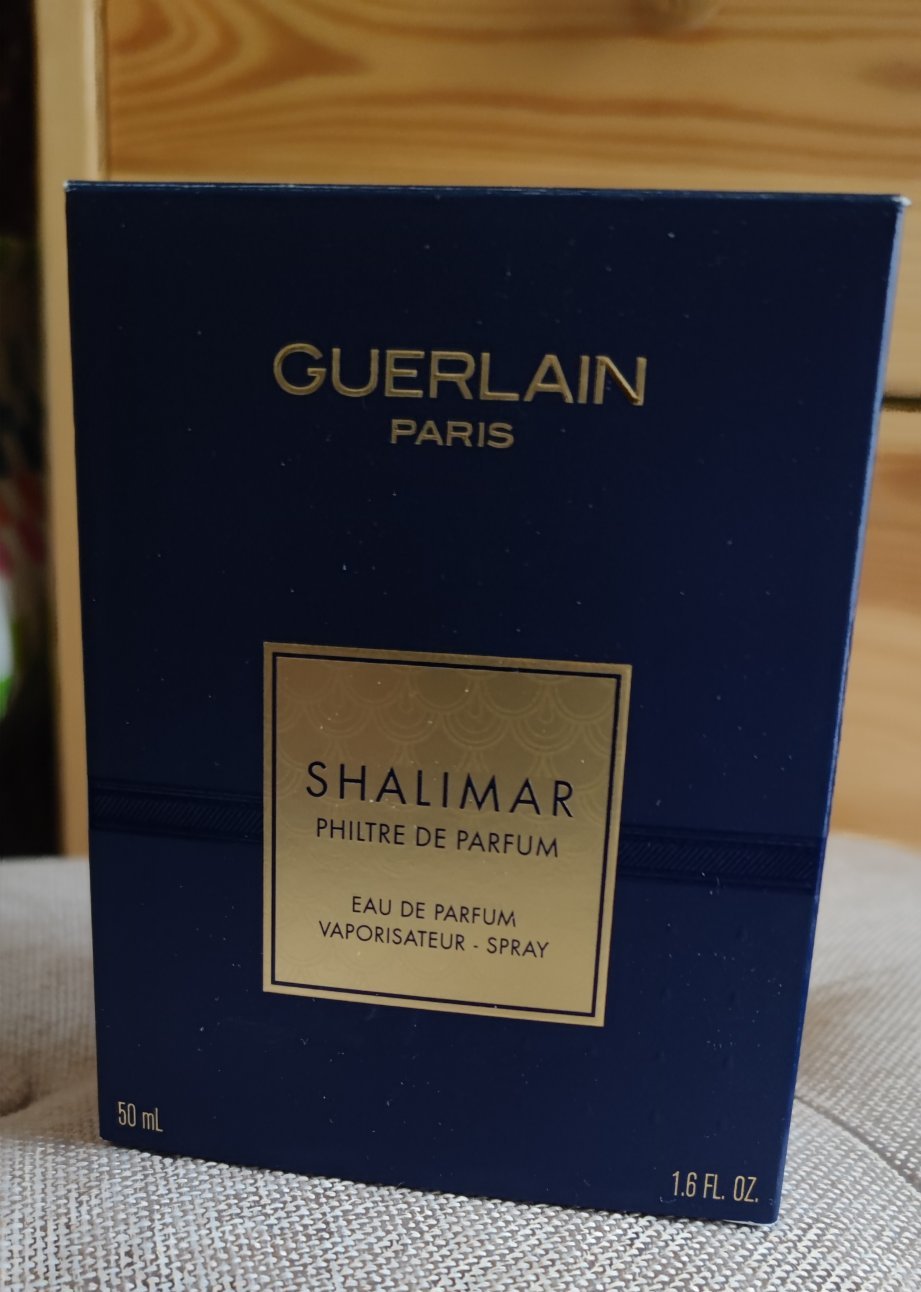 GUERLAIN
PARIS
SHALIMAR
PHILTRE DE PARFUM
EAU DE PARFUM
VAPORISATEUR - SPRAY
50 mL
1.6 FL. OZ.